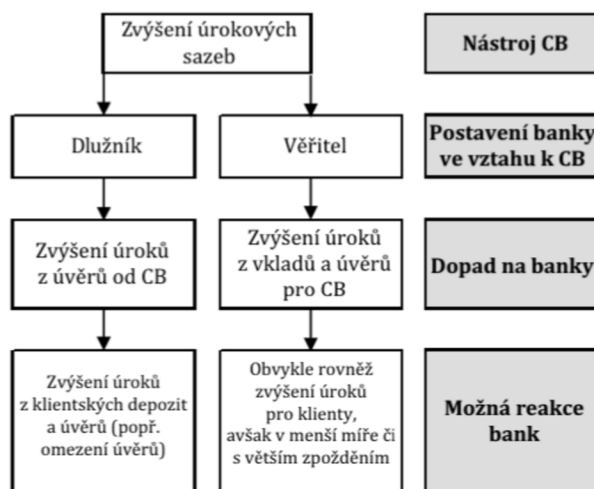 Zvýšení úrokových
sazeb
Nástroj CB
Dlužník
Věřitel
Postavení banky
ve vztahu k CB
Zvýšení úroků
z úvěrů od CB
Zvýšení úroků
z vkladů a úvěrů
pro CB
Dopad na banky
Zvýšení úroků
z klientských depozit
a úvěrů (popř.
omezení úvěrů)
Obvykle rovněž
zvýšení úroků
pro klienty,
avšak v menší míře či
s větším zpožděním
Možná reakce
bank